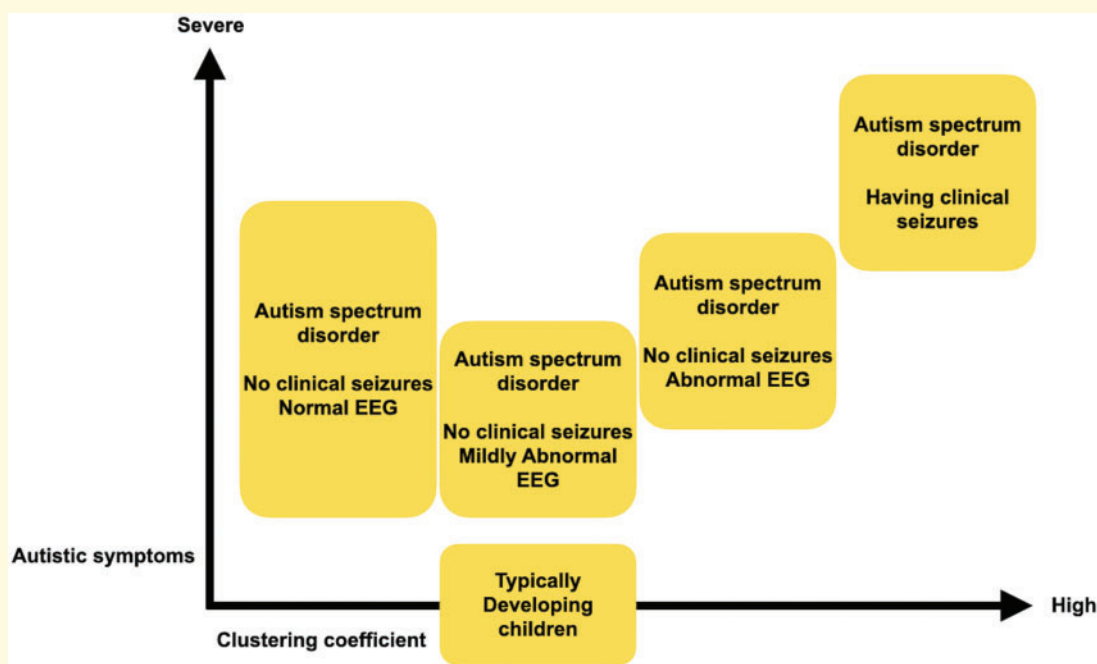 Severe
Autism spectrum
disorder
Having clinical
seizures
Autism spectrum
disorder
No clinical seizures
Normal EEG
Autism spectrum
disorder
No clinical seizures
Mildly Abnormal
EEG
Autism spectrum
disorder
No clinical seizures
Abnormal EEG
Autistic symptoms
Typically
Developing
children
High
Clustering coefficient